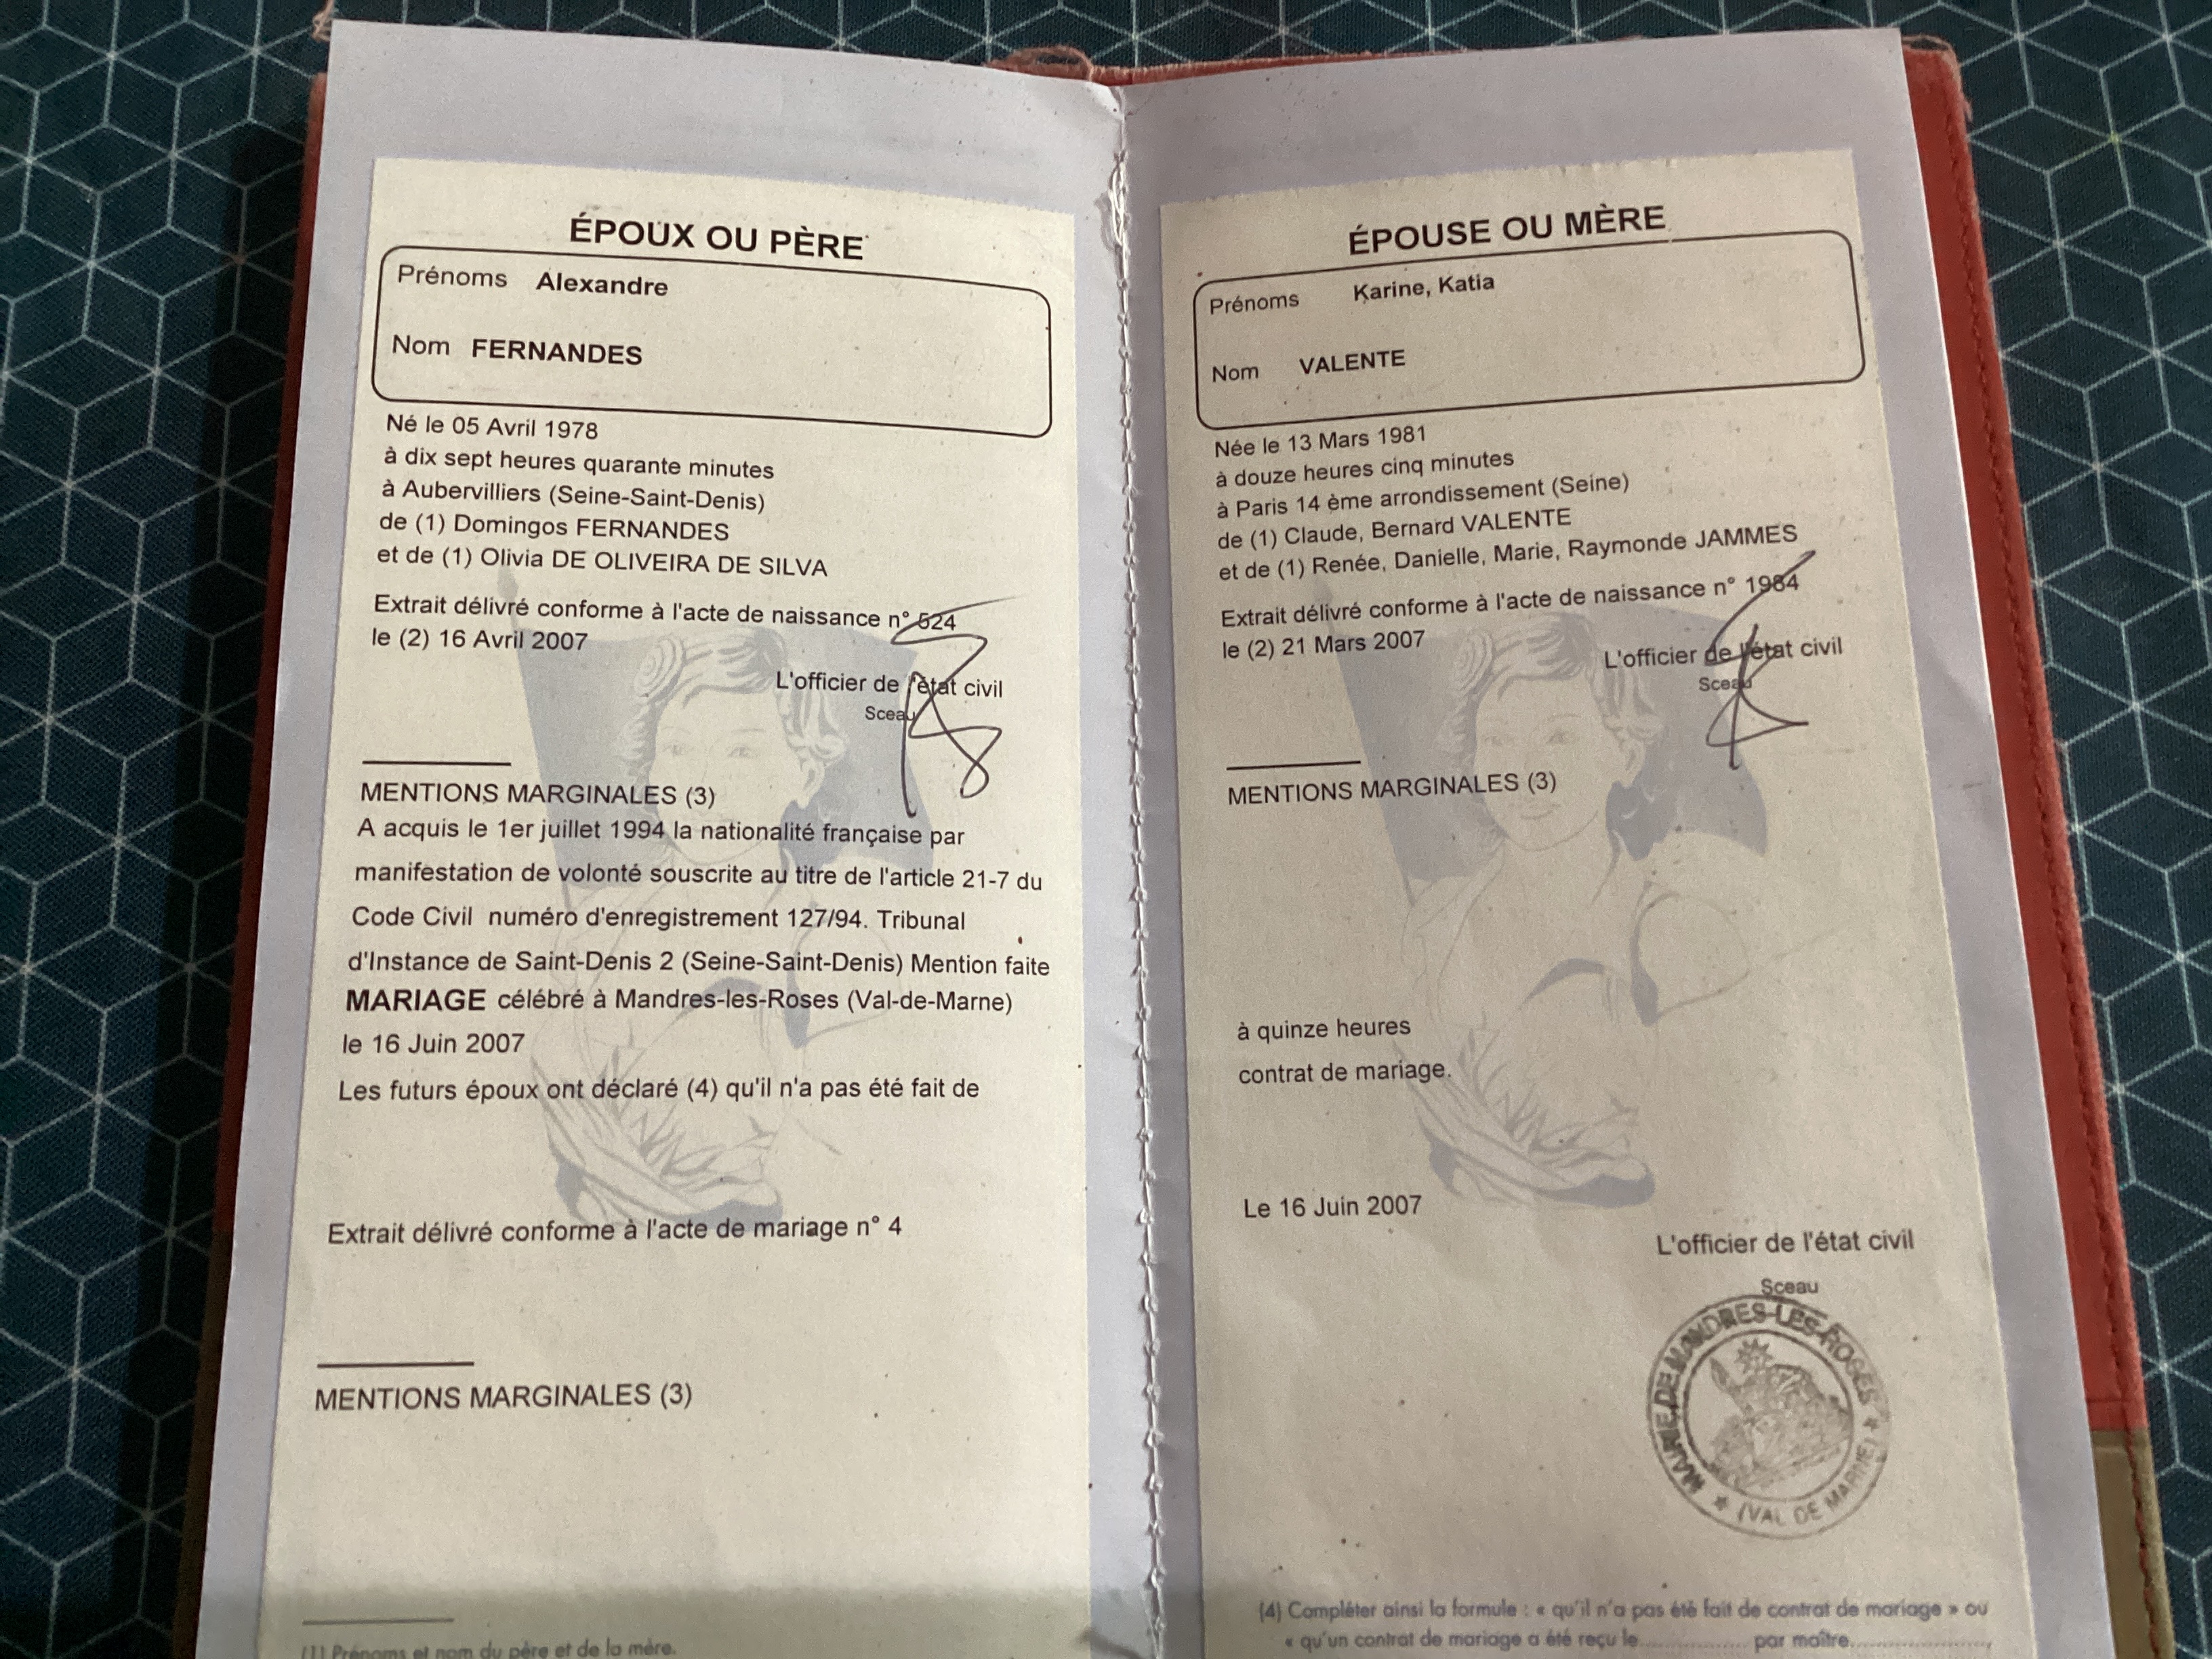 ÉPOUX OU PÈRE
Prénoms Alexandre
Nom FERNANDES
Né le 05 Avril 1978
à dix sept heures quarante minutes
à Aubervilliers (Seine-Saint-Denis)
de (1) Domingos FERNANDES
et de (1) Olivia DE OLIVEIRA DE SILVA
Extrait délivré conforme à l'acte de naissance n° 524
le (2) 16 Avril 2007
L'officier de l'état civil
Sceau
MENTIONS MARGINALES (3)
A acquis le 1er juillet 1994 la nationalité française par
manifestation de volonté souscrite au titre de l'article 21-7 du
Code Civil numéro d'enregistrement 127/94. Tribunal
d'Instance de Saint-Denis 2 (Seine-Saint-Denis) Mention faite
MARIAGE célébré à Mandres-les-Roses (Val-de-Marne)
le 16 Juin 2007
Les futurs époux ont déclaré (4) qu'il n'a pas été fait de
Extrait délivré conforme à l'acte de mariage n° 4
MENTIONS MARGINALES (3)
(1) Prénoms et nom du père et de la mère.
ÉPOUSE OU MÈRE
Prénoms Karine, Katia
Nom VALENTE
Née le 13 Mars 1981
à douze heures cinq minutes
à Paris 14 ème arrondissement (Seine)
de (1) Claude, Bernard VALENTE
et de (1) Renée, Danielle, Marie, Raymonde JAMMES
Extrait délivré conforme à l'acte de naissance n° 1984
le (2) 21 Mars 2007
L'officier de l'état civil
Sceau
MENTIONS MARGINALES (3)
à quinze heures
contrat de mariage.
Le 16 Juin 2007
L'officier de l'état civil
Sceau
MAIRIE DE MANDRES-LES-ROSES
(VAL DE MARNE)
(4) Compléter ainsi la formule : « qu'il n'a pas été fait de contrat de mariage » ou
« qu'un contrat de mariage a été reçu le............... par maître.....................,